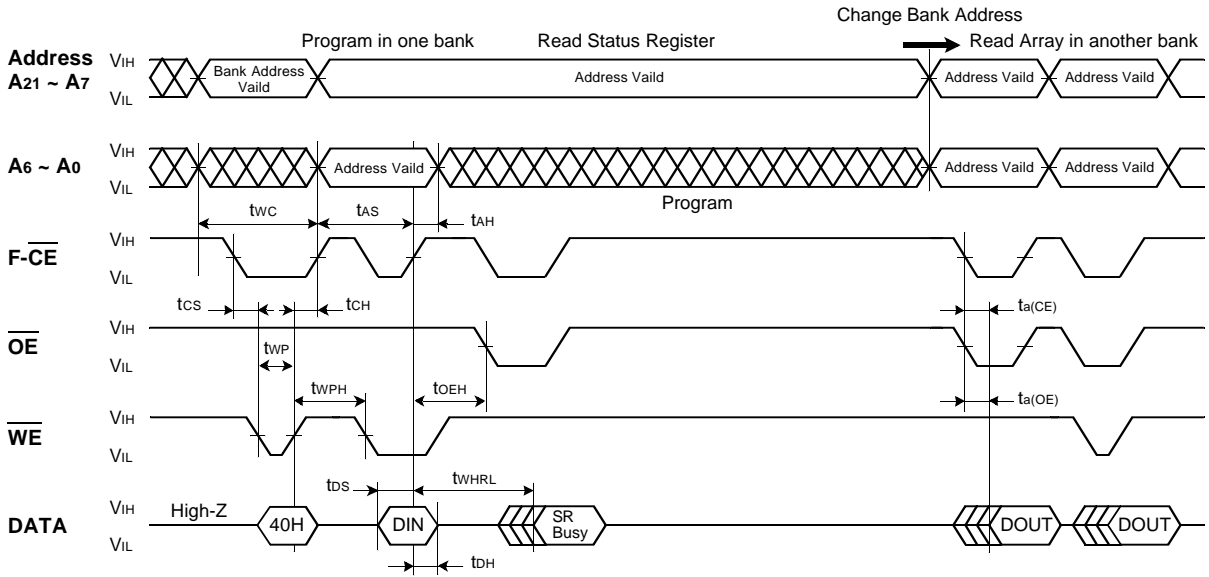 Change Bank Address
Program in one bank Read Status Register Read Array in another bank
Address
A21 ~ A7
VIH
VIL
Bank Address
Vaild
Address Vaild
Address Vaild
Address Vaild
A6 ~ A0
VIH
VIL
Address Vaild
Address Vaild
Address Vaild
Program
tWC
tAS
tAH
F-CE
VIH
VIL
tCS
tCH
ta(CE)
OE
VIH
VIL
tWP
tWPH
tOEH
ta(OE)
WE
VIH
VIL
tDS
tWHRL
DATA
VIH
VIL
High-Z
40H
DIN
SR
Busy
DOUT
DOUT
tDH